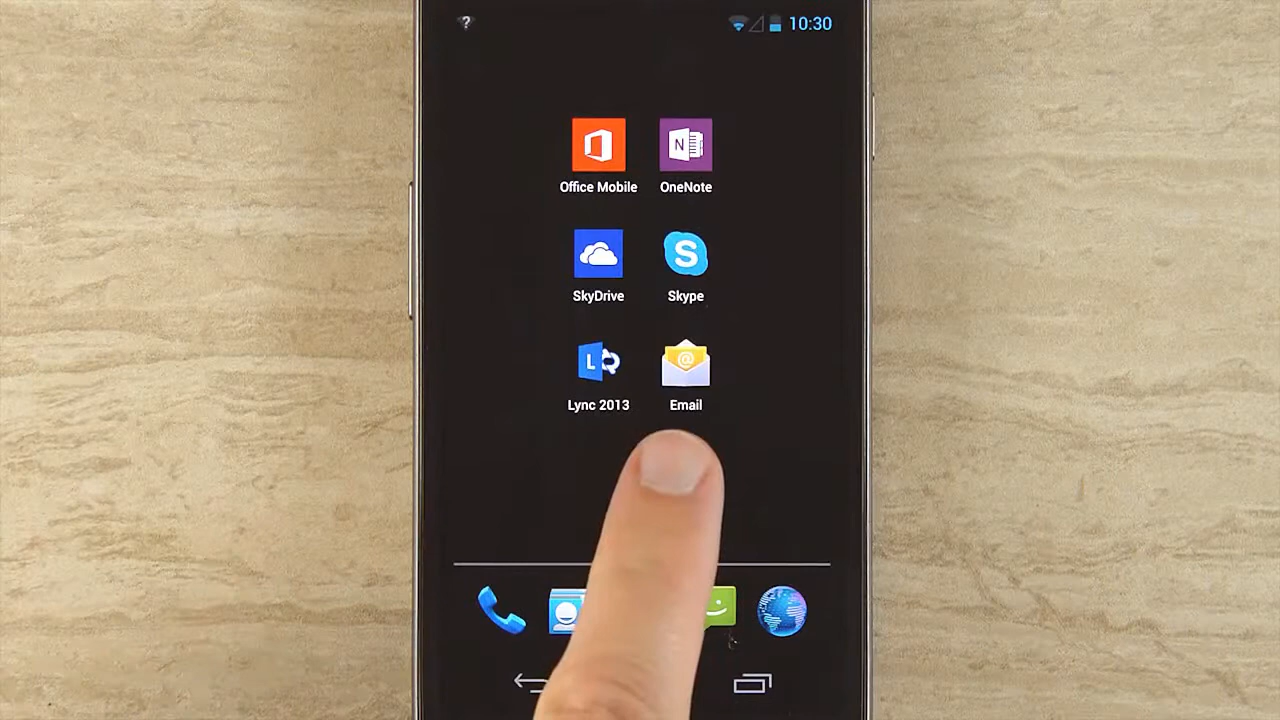 ?
10:30
N
Office Mobile OneNote
S
SkyDrive Skype
L @
Lync 2013 Email